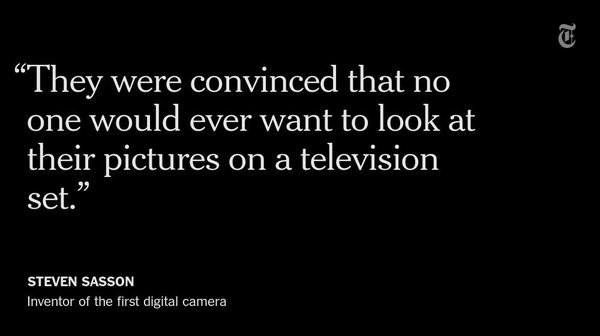 “They were convinced that no
one would ever want to look at
their pictures on a television
set.”
STEVEN SASSON
Inventor of the first digital camera
T